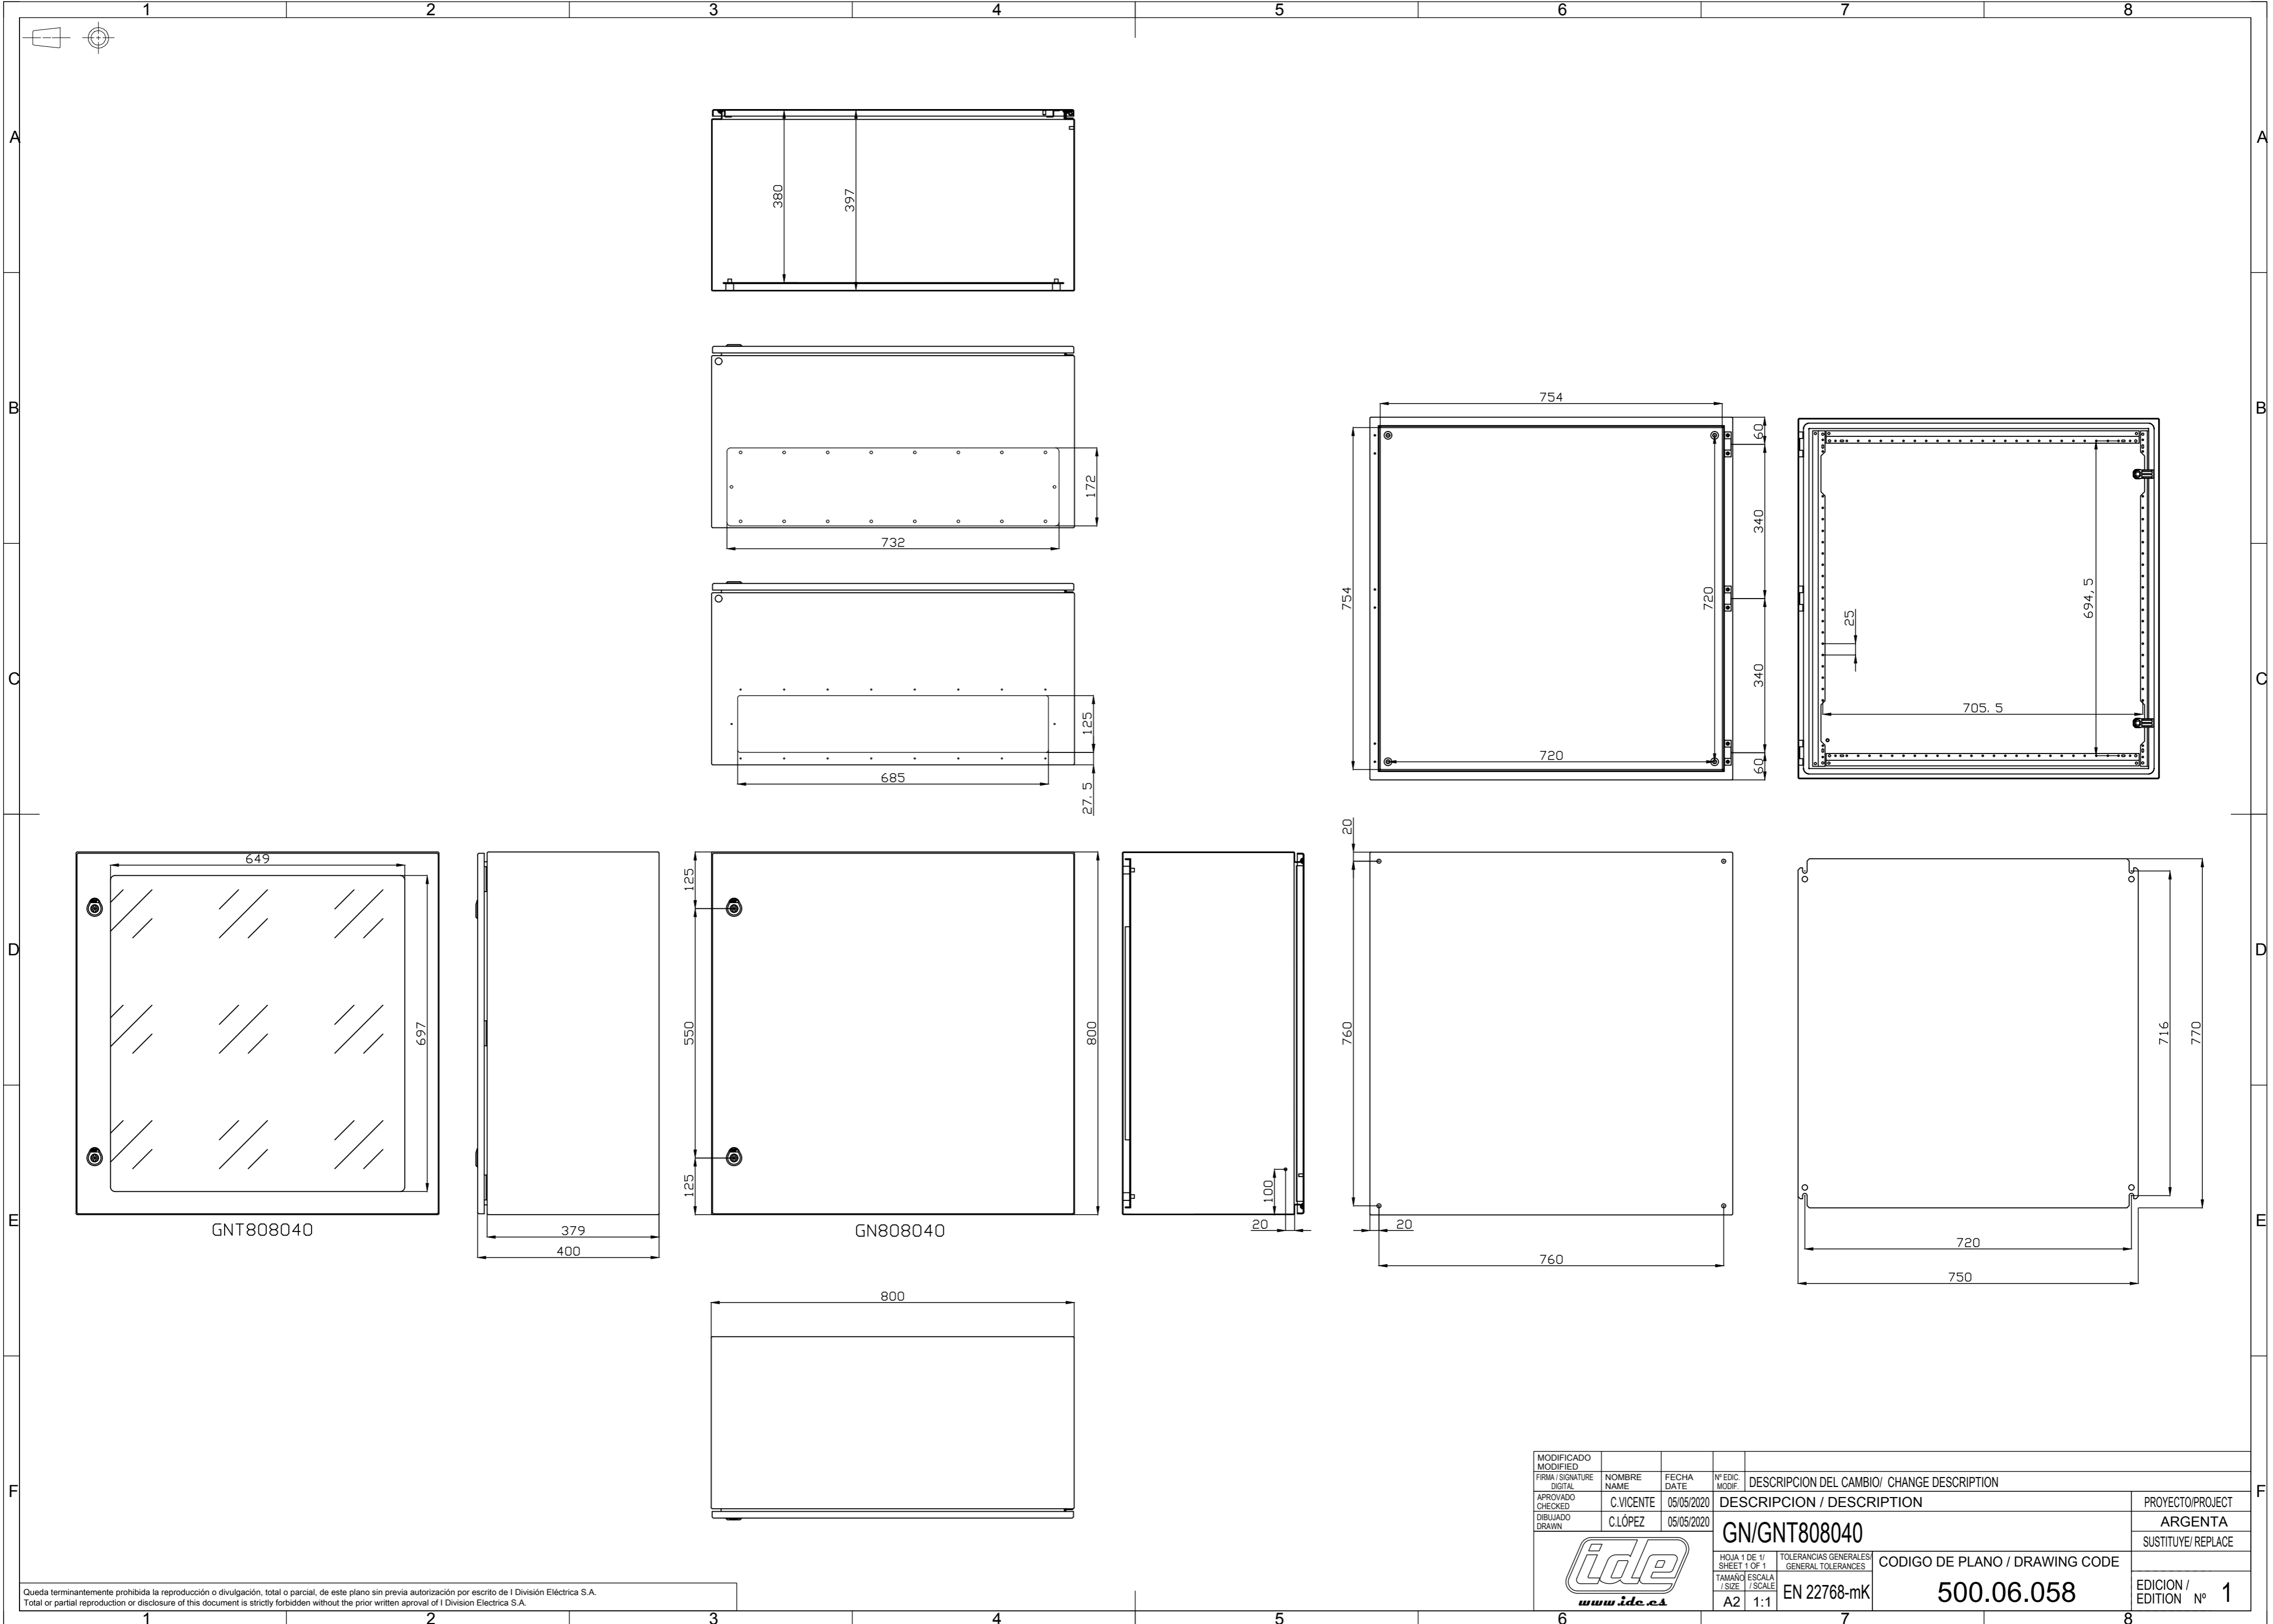 1 2 3 4 5 6 7 8
A A
380 397
B B
172
732
754
60
340
754
720
340
720
60
694,5
25
705. 5
C C
125
685
27. 5
649
697
GNT808040
379
400
125
550
125
800
GN808040
100
20
20
760
20
760
716
770
720
750
D D
E E
800
F F
MODIFICADO
MODIFIED
FIRMA / SIGNATURE
DIGITAL
NOMBRE
NAME
FECHA
DATE
Nº EDIC.
MODIF.
DESCRIPCION DEL CAMBIO/ CHANGE DESCRIPTION
APROVADO
CHECKED
C.VICENTE 05/05/2020
DESCRIPCION / DESCRIPTION
PROYECTO/PROJECT
DIBUJADO
DRAWN
C.LÓPEZ 05/05/2020
GN/GNT808040
ARGENTA
SUSTITUYE/ REPLACE
ide
www.ide.es
HOJA 1 DE 1/
SHEET 1 OF 1
TOLERANCIAS GENERALES/
GENERAL TOLERANCES
CODIGO DE PLANO / DRAWING CODE
TAMAÑO
/ SIZE
ESCALA
/ SCALE
A2 1:1
EN 22768-mK
500.06.058
EDICION /
EDITION Nº 1
Queda terminantemente prohibida la reproducción o divulgación, total o parcial, de este plano sin previa autorización por escrito de I División Eléctrica S.A.
Total or partial reproduction or disclosure of this document is strictly forbidden without the prior written aproval of I Division Electrica S.A.
1 2 3 4 5 6 7 8